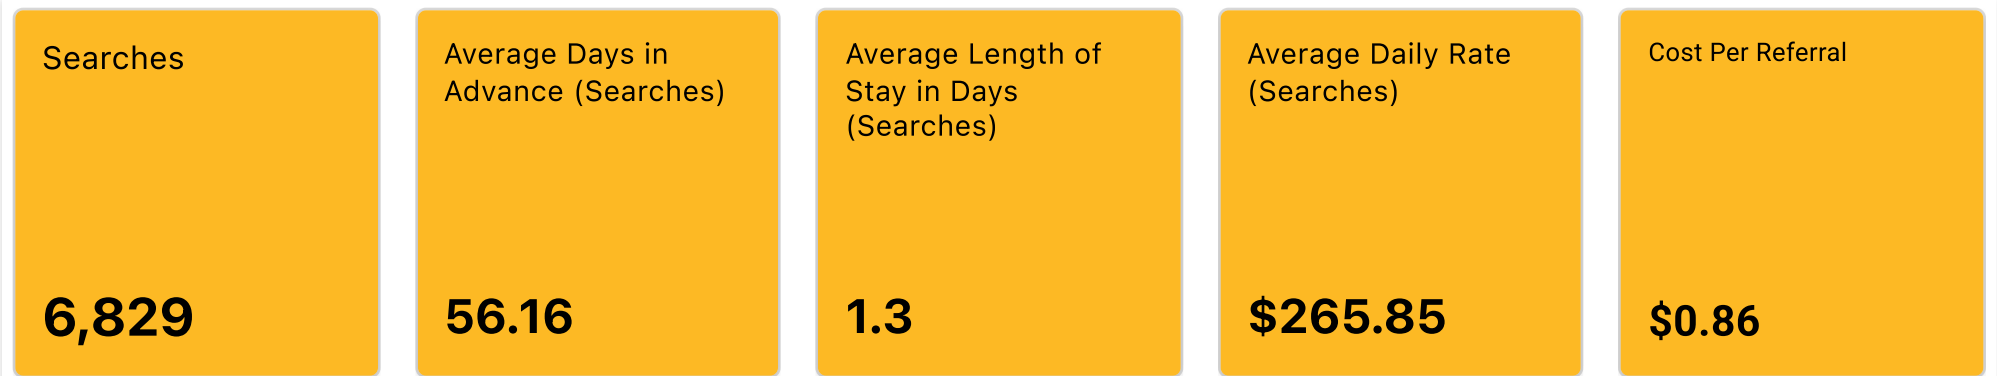 Searches
6,829
Average Days in
Advance (Searches)
56.16
Average Length of
Stay in Days
(Searches)
1.3
Average Daily Rate
(Searches)
$265.85
Cost Per Referral
$0.86